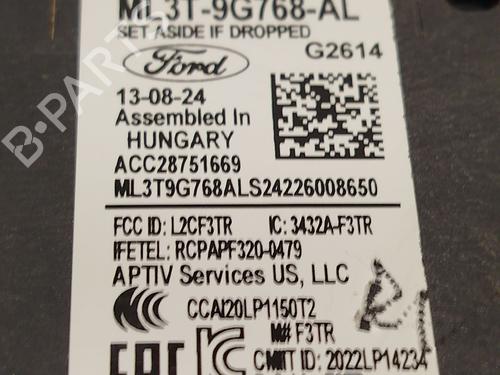 ML3T-9G768-AL
SET ASIDE IF DROPPED
Ford
G2614
13-08-24
Assembled In
HUNGARY
ACC28751669
ML3T9G768ALS24226008650
FCC ID: L2CF3TR IC: 3432A-F3TR
IFETEL: RCPAPF320-0479
APTIV Services US, LLC
CCAI20LP1150T2
M# F3TR
CMIIT ID: 2022LP14234
B-PARTS